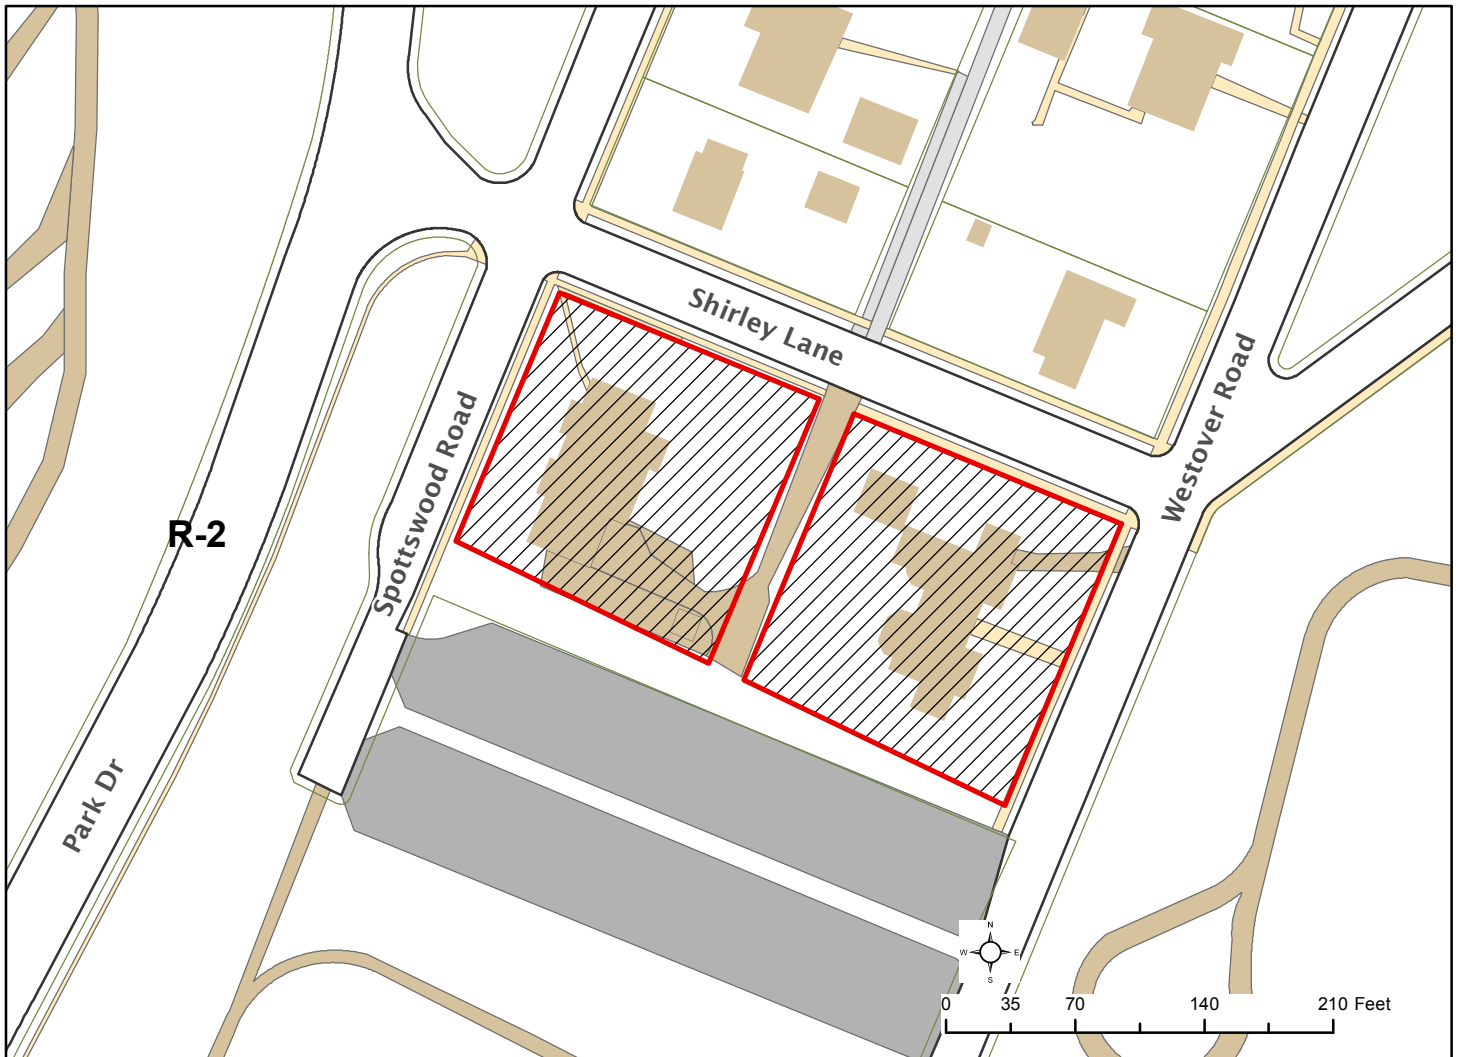 Shirley Lane
Westover Road
Spottswood Road
R-2
Park Dr
N
W E
S
0 35 70 140 210 Feet